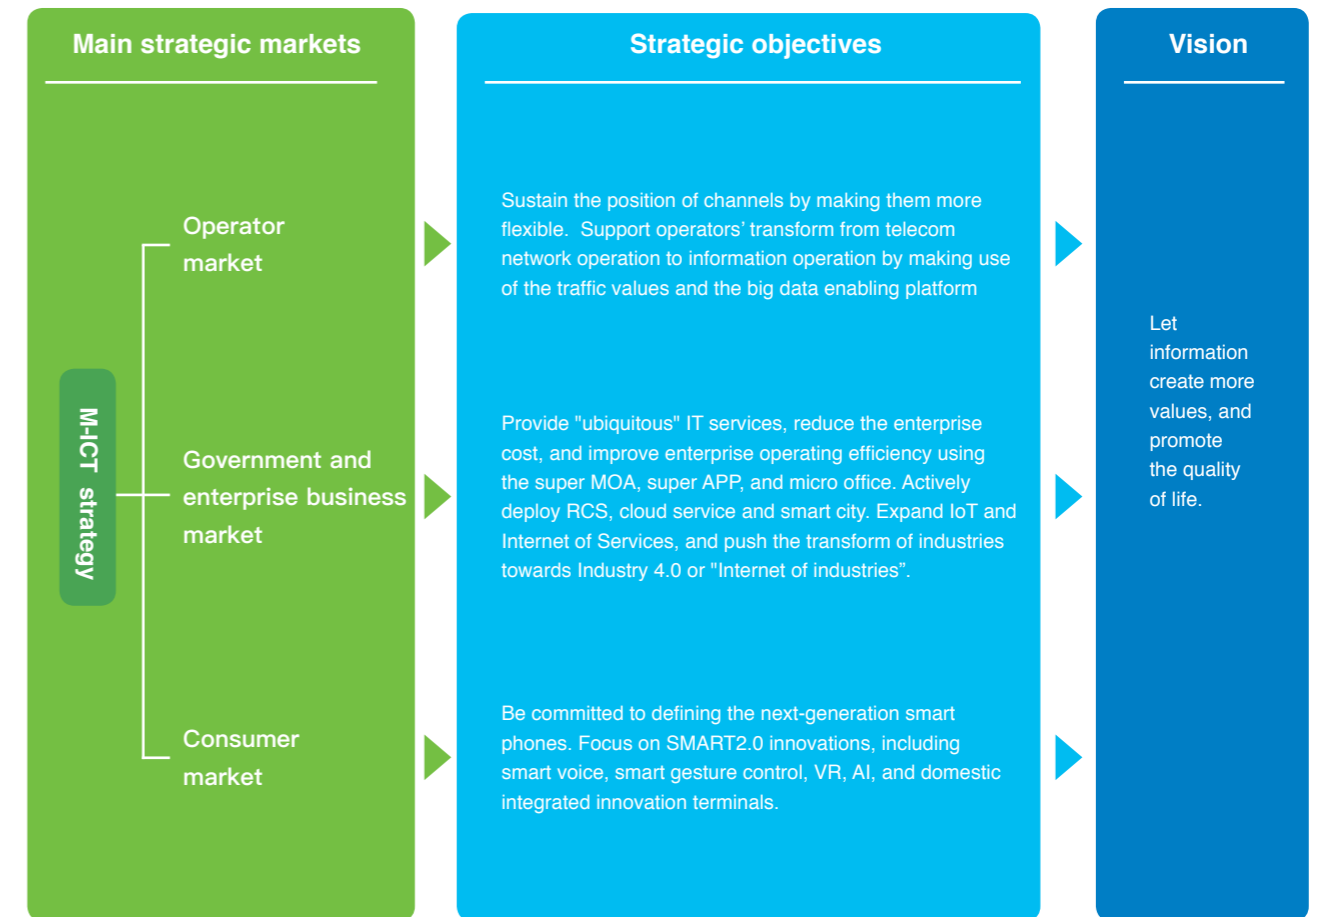 Main strategic markets
M-ICT strategy
Operator
market
Government and
enterprise business
market
Consumer
market
Strategic objectives
Sustain the position of channels by making them more
flexible.  Support operators’ transform from telecom
network operation to information operation by making use
of the traffic values and the big data enabling platform
Provide "ubiquitous" IT services, reduce the enterprise
cost, and improve enterprise operating efficiency using
the super MOA, super APP, and micro office. Actively
deploy RCS, cloud service and smart city. Expand IoT and
Internet of Services, and push the transform of industries
towards Industry 4.0 or "Internet of industries”.
Be committed to defining the next-generation smart
phones. Focus on SMART2.0 innovations, including
smart voice, smart gesture control, VR, AI, and domestic
integrated innovation terminals.
Vision
Let
information
create more
values, and
promote
the quality
of life.